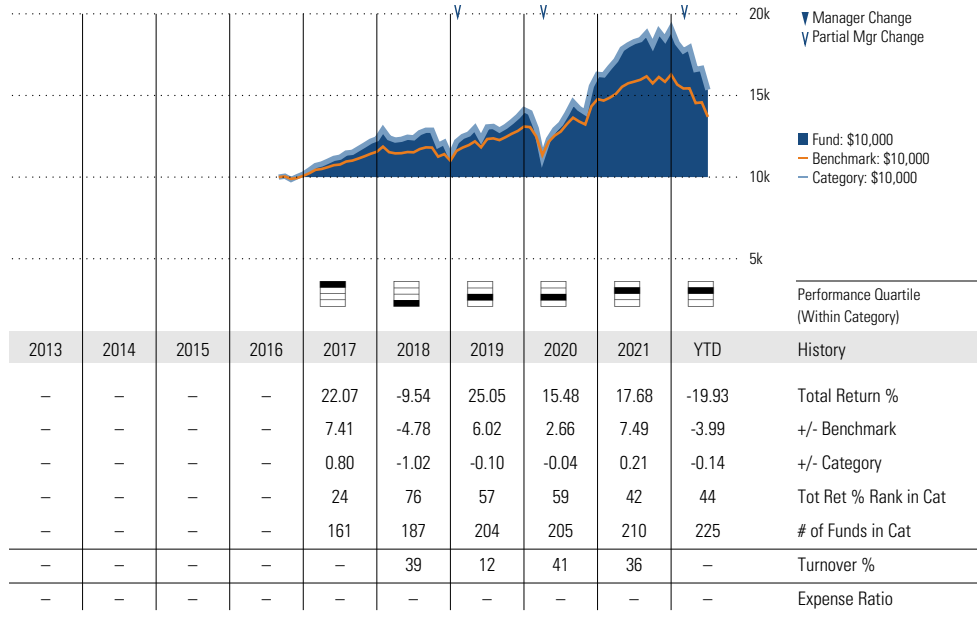 20k
Manager Change
Partial Mgr Change
15k
Fund: $10,000
Benchmark: $10,000
Category: $10,000
10k
5k
Performance Quartile
(Within Category)
2013 2014 2015 2016 2017 2018 2019 2020 2021 YTD History
– – – – 22.07 -9.54 25.05 15.48 17.68 -19.93 Total Return %
– – – – 7.41 -4.78 6.02 2.66 7.49 -3.99 +/- Benchmark
– – – – 0.80 -1.02 -0.10 -0.04 0.21 -0.14 +/- Category
– – – – 24 76 57 59 42 44 Tot Ret % Rank in Cat
– – – – 161 187 204 205 210 225 # of Funds in Cat
– – – – – 39 12 41 36 – Turnover %
– – – – – – – – – – Expense Ratio